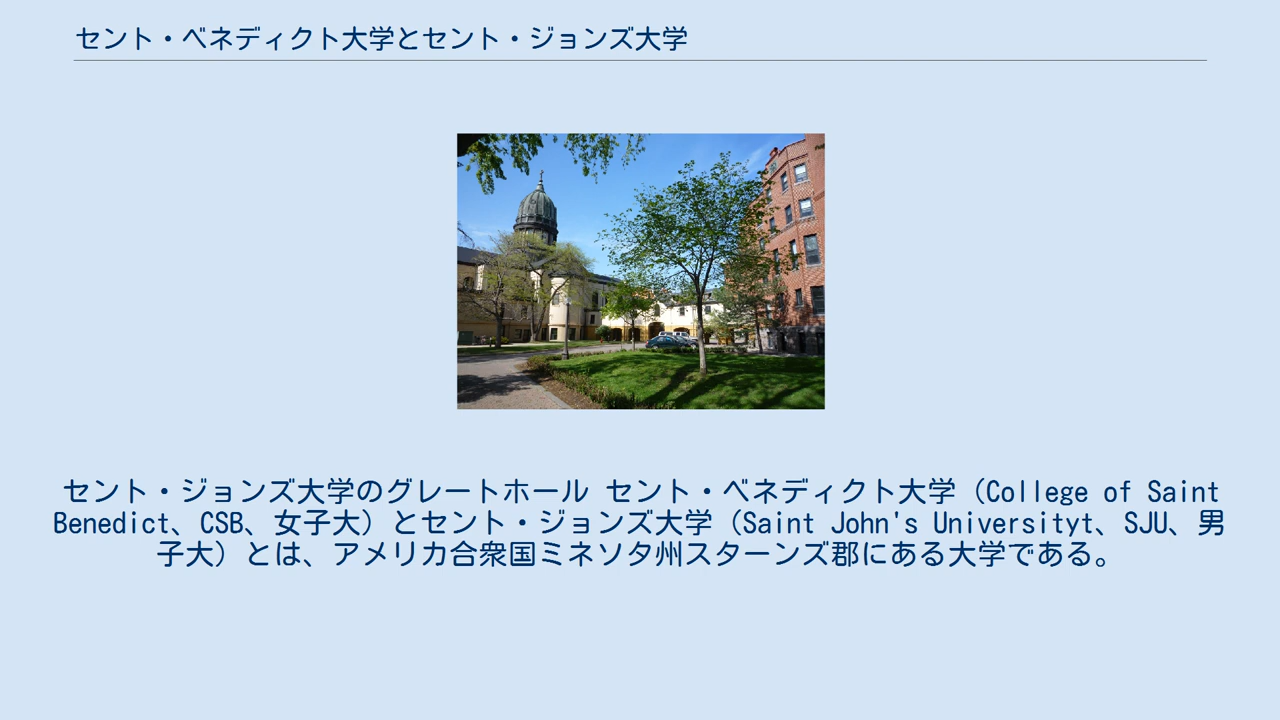 セント・ベネディクト大学とセント・ジョンズ大学
セント・ジョンズ大学のグレートホール セント・ベネディクト大学（College of Saint
Benedict、CSB、女子大）とセント・ジョンズ大学（Saint John's Universityt、SJU、男
子大）とは、アメリカ合衆国ミネソタ州スターンズ郡にある大学である。